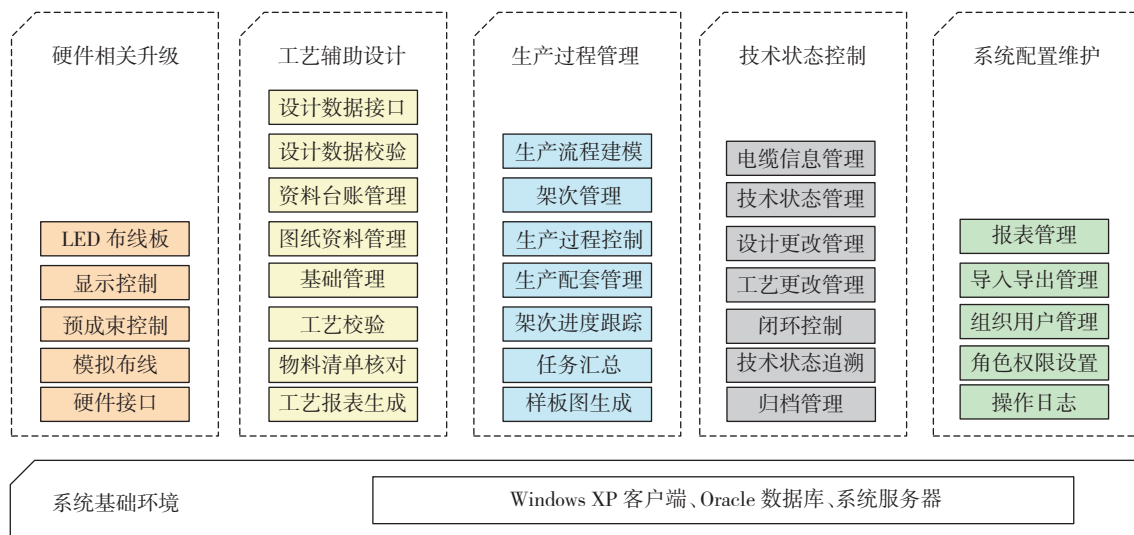 硬件相关升级
LED 布线板
显示控制
预成束控制
模拟布线
硬件接口
工艺辅助设计
设计数据接口
设计数据校验
资料台账管理
图纸资料管理
基础管理
工艺校验
物料清单核对
工艺报表生成
生产过程管理
生产流程建模
架次管理
生产过程控制
生产配套管理
架次进度跟踪
任务汇总
样板图生成
技术状态控制
电缆信息管理
技术状态管理
设计更改管理
工艺更改管理
闭环控制
技术状态追溯
归档管理
系统配置维护
报表管理
导入导出管理
组织用户管理
角色权限设置
操作日志
系统基础环境
Windows XP 客户端、Oracle 数据库、系统服务器